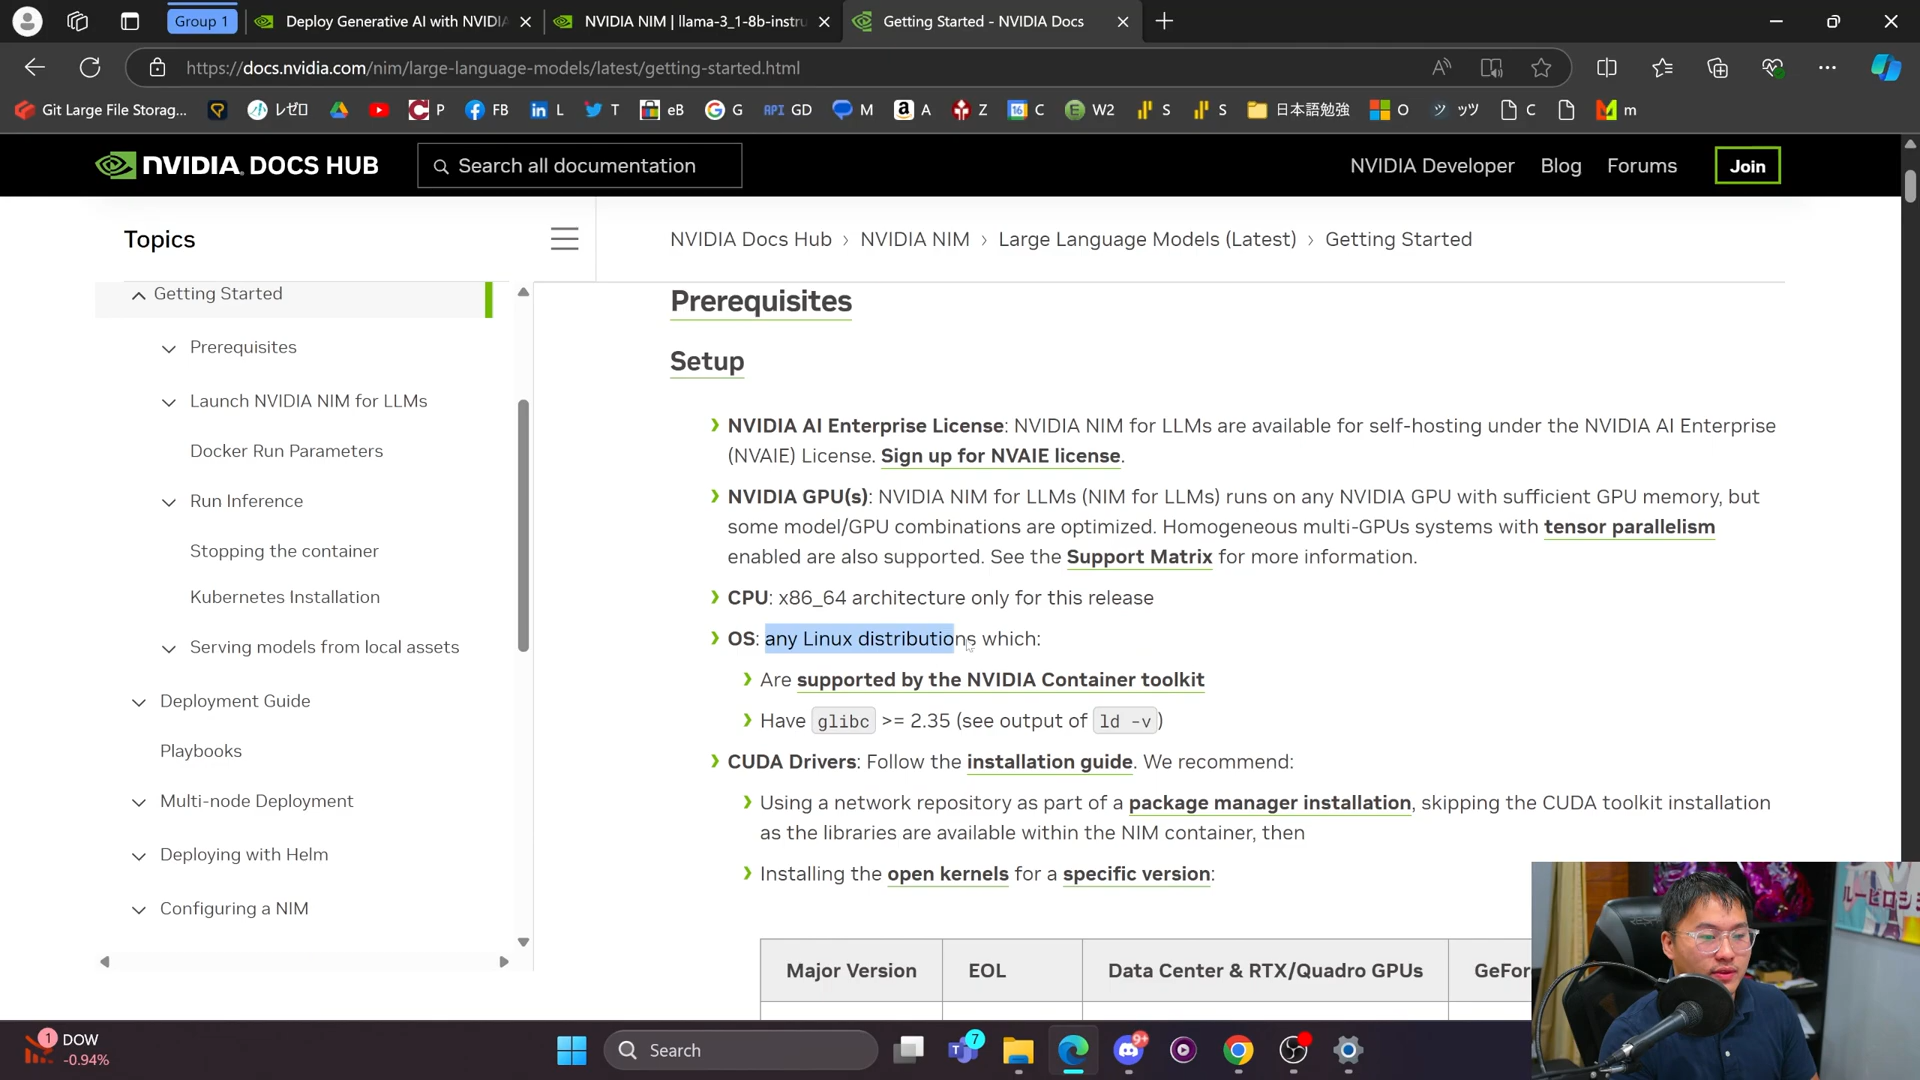 Group 1
Deploy Generative AI with NVIDIA
NVIDIA NIM | llama-3_1-8b-instru
Getting Started - NVIDIA Docs
https://docs.nvidia.com/nim/large-language-models/latest/getting-started.html
Git Large File Storag...
レゼロ
P
FB
L
T
eB
G
API GD
M
A
Z
C
W2
S
S
日本語勉強
O
ツ ッツ
C
m
NVIDIA. DOCS HUB
Search all documentation
NVIDIA Developer
Blog
Forums
Join
Topics
Getting Started
Prerequisites
Launch NVIDIA NIM for LLMs
Docker Run Parameters
Run Inference
Stopping the container
Kubernetes Installation
Serving models from local assets
Deployment Guide
Playbooks
Multi-node Deployment
Deploying with Helm
Configuring a NIM
NVIDIA Docs Hub › NVIDIA NIM › Large Language Models (Latest) › Getting Started
Prerequisites
Setup
NVIDIA AI Enterprise License: NVIDIA NIM for LLMs are available for self-hosting under the NVIDIA AI Enterprise
(NVAIE) License. Sign up for NVAIE license.
NVIDIA GPU(s): NVIDIA NIM for LLMs (NIM for LLMs) runs on any NVIDIA GPU with sufficient GPU memory, but
some model/GPU combinations are optimized. Homogeneous multi-GPUs systems with tensor parallelism
enabled are also supported. See the Support Matrix for more information.
CPU: x86_64 architecture only for this release
OS: any Linux distributions which:
Are supported by the NVIDIA Container toolkit
Have glibc >= 2.35 (see output of ld -v)
CUDA Drivers: Follow the installation guide. We recommend:
Using a network repository as part of a package manager installation, skipping the CUDA toolkit installation
as the libraries are available within the NIM container, then
Installing the open kernels for a specific version:
Major Version
EOL
Data Center & RTX/Quadro GPUs
GeFor
1
DOW
-0.94%
Search
7
9+